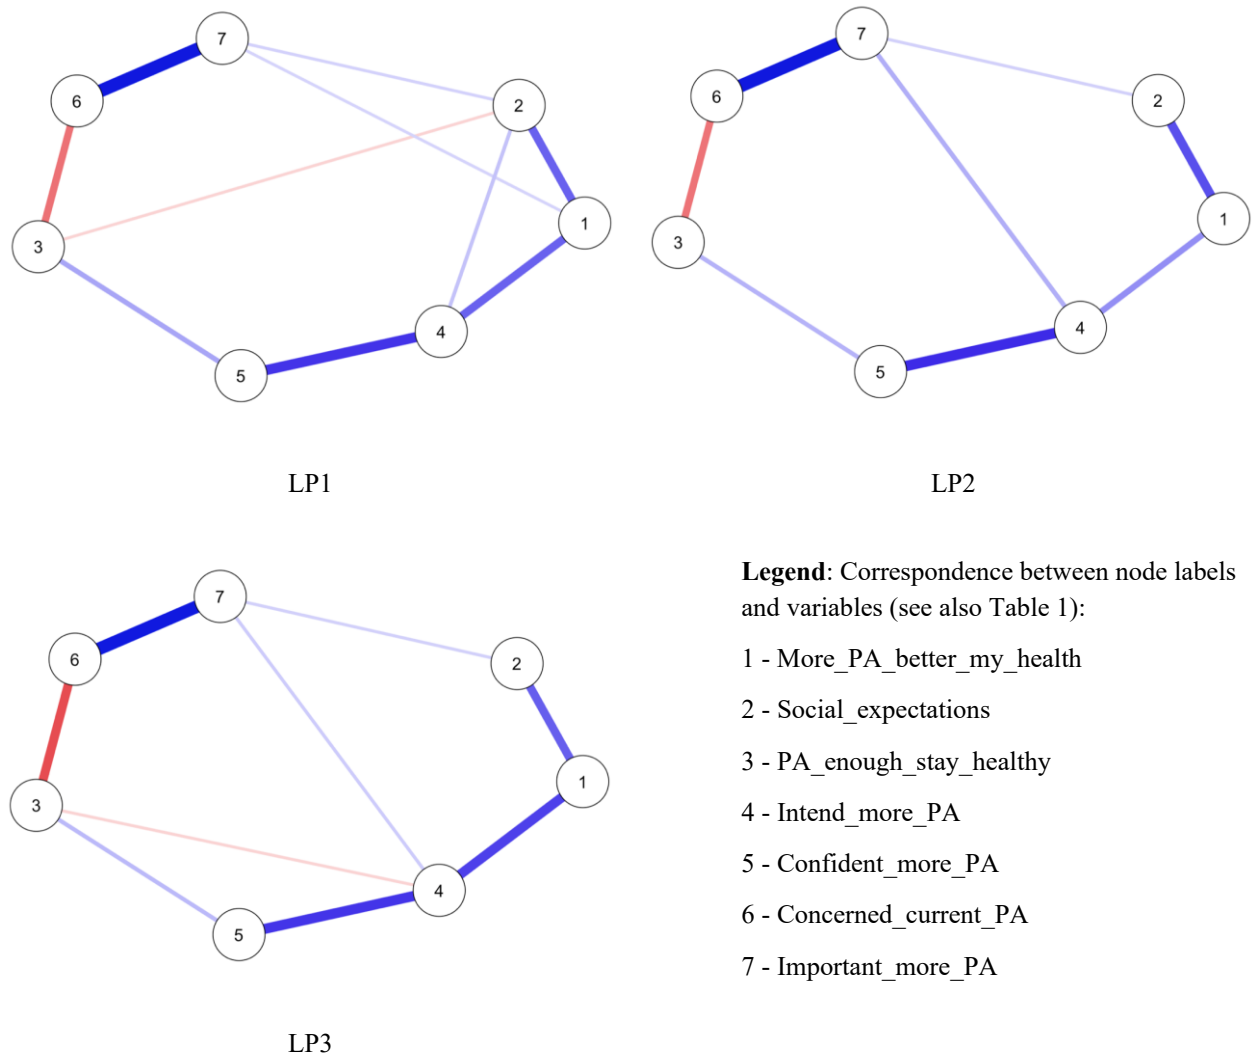 7
6
2
3
1
4
5
LP1
7
6
2
3
1
4
5
LP2
7
6
2
3
1
4
5
LP3
Legend: Correspondence between node labels
and variables (see also Table 1):
1 - More_PA_better_my_health
2 - Social_expectations
3 - PA_enough_stay_healthy
4 - Intend_more_PA
5 - Confident_more_PA
6 - Concerned_current_PA
7 - Important_more_PA